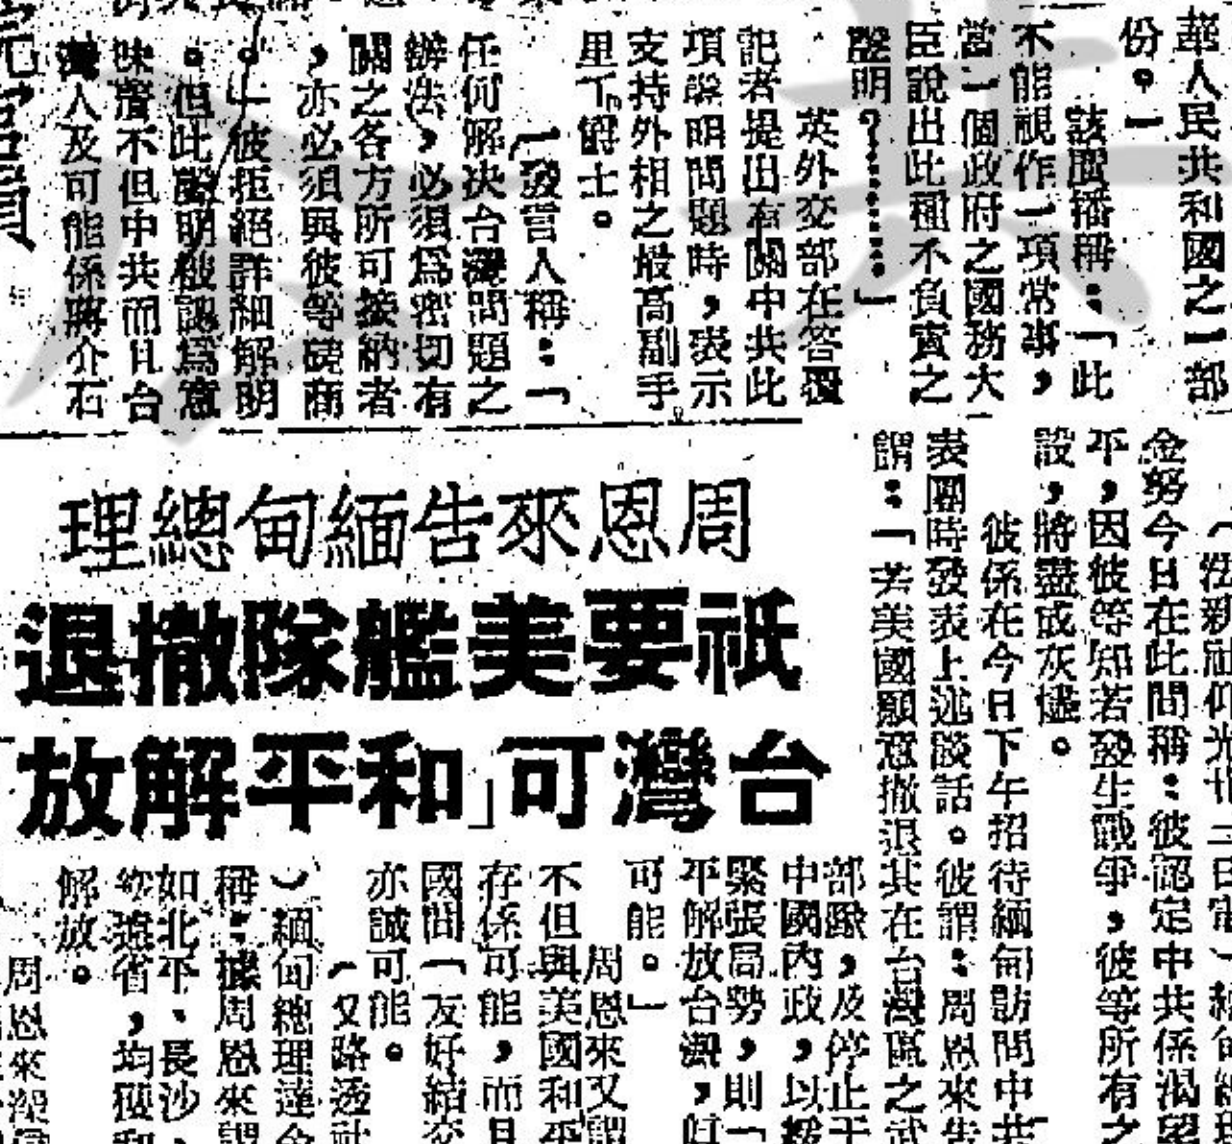 華人民共和國之一部
份。」
該廣播稱:「此
不能視作一項常事,
當一個政府之國務大
臣說出此種不負責之
聲明?……」
英外交部在答覆
記者提出有關中共此
項聲明問題時,表示
支持外相之最高副手
里丁爵士。
發言人稱:「
任何解決台灣問題之
辦法,必須爲密切有
關之各方所可接納者
,亦必須與彼等磋商
。」彼拒絕詳細解明
。但此聲明被認爲意
味着不但中共而且台
灣人及可能係蔣介石
周恩來告緬甸總理
祇要美艦隊撤退
台灣可「和平解放
金努今日在此間稱:彼認定中共係渴望
平,因彼等知若發生戰爭,彼等所有之
設,將盡成灰燼。
彼係在今日下午招待緬甸訪問中共
表團時發表上述談話。彼謂:周恩來告
謂:「若美國願意撤退其在台灣區之武
部隊,及停止干
中國內政,以緩
緊張局勢,則「
平解放台灣,
可能。」
周恩來又謂
不但與美國和平
存係可能,而且
國間「友好結交
亦誠可能。
(又路透社
)緬甸總理
稱:據周恩來謂
如北平、長沙、
遠省,均獲和
解放。
周恩來